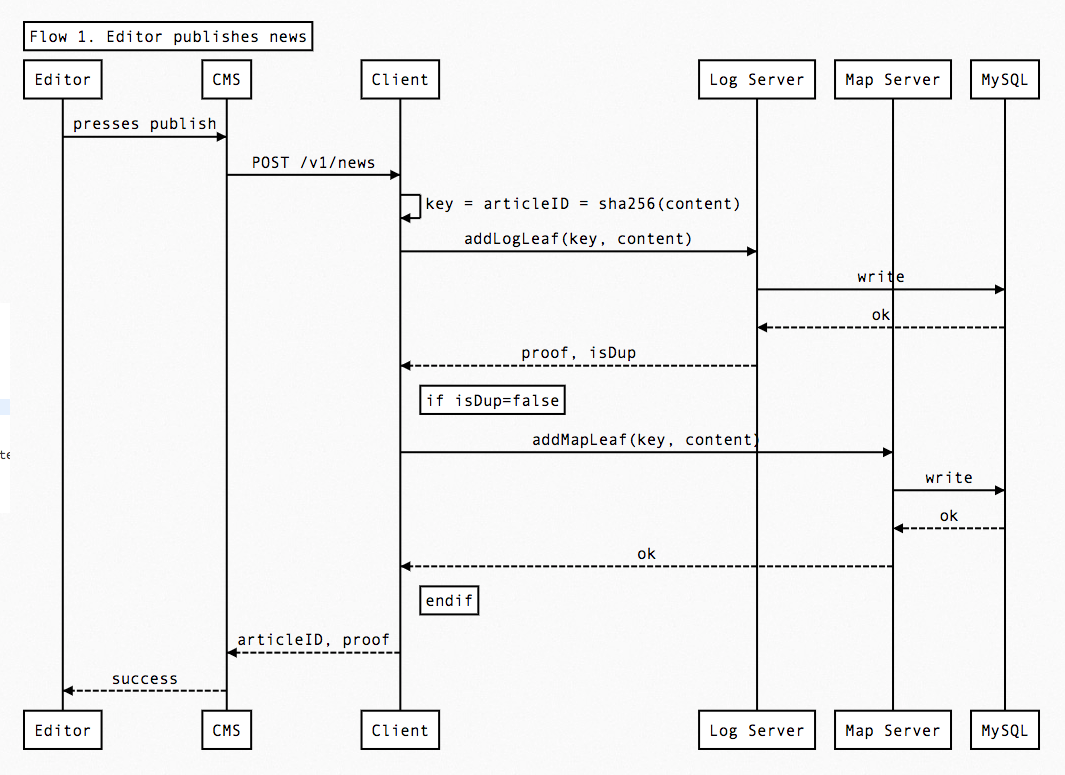 Flow 1. Editor publishes news
Editor
CMS
Client
Log Server
Map Server
MySQL
presses publish
POST /v1/news
key = articleID = sha256(content)
addLogLeaf(key, content)
write
ok
proof, isDup
if isDup=false
addMapLeaf(key, content)
te
write
ok
ok
endif
articleID, proof
success
Editor
CMS
Client
Log Server
Map Server
MySQL